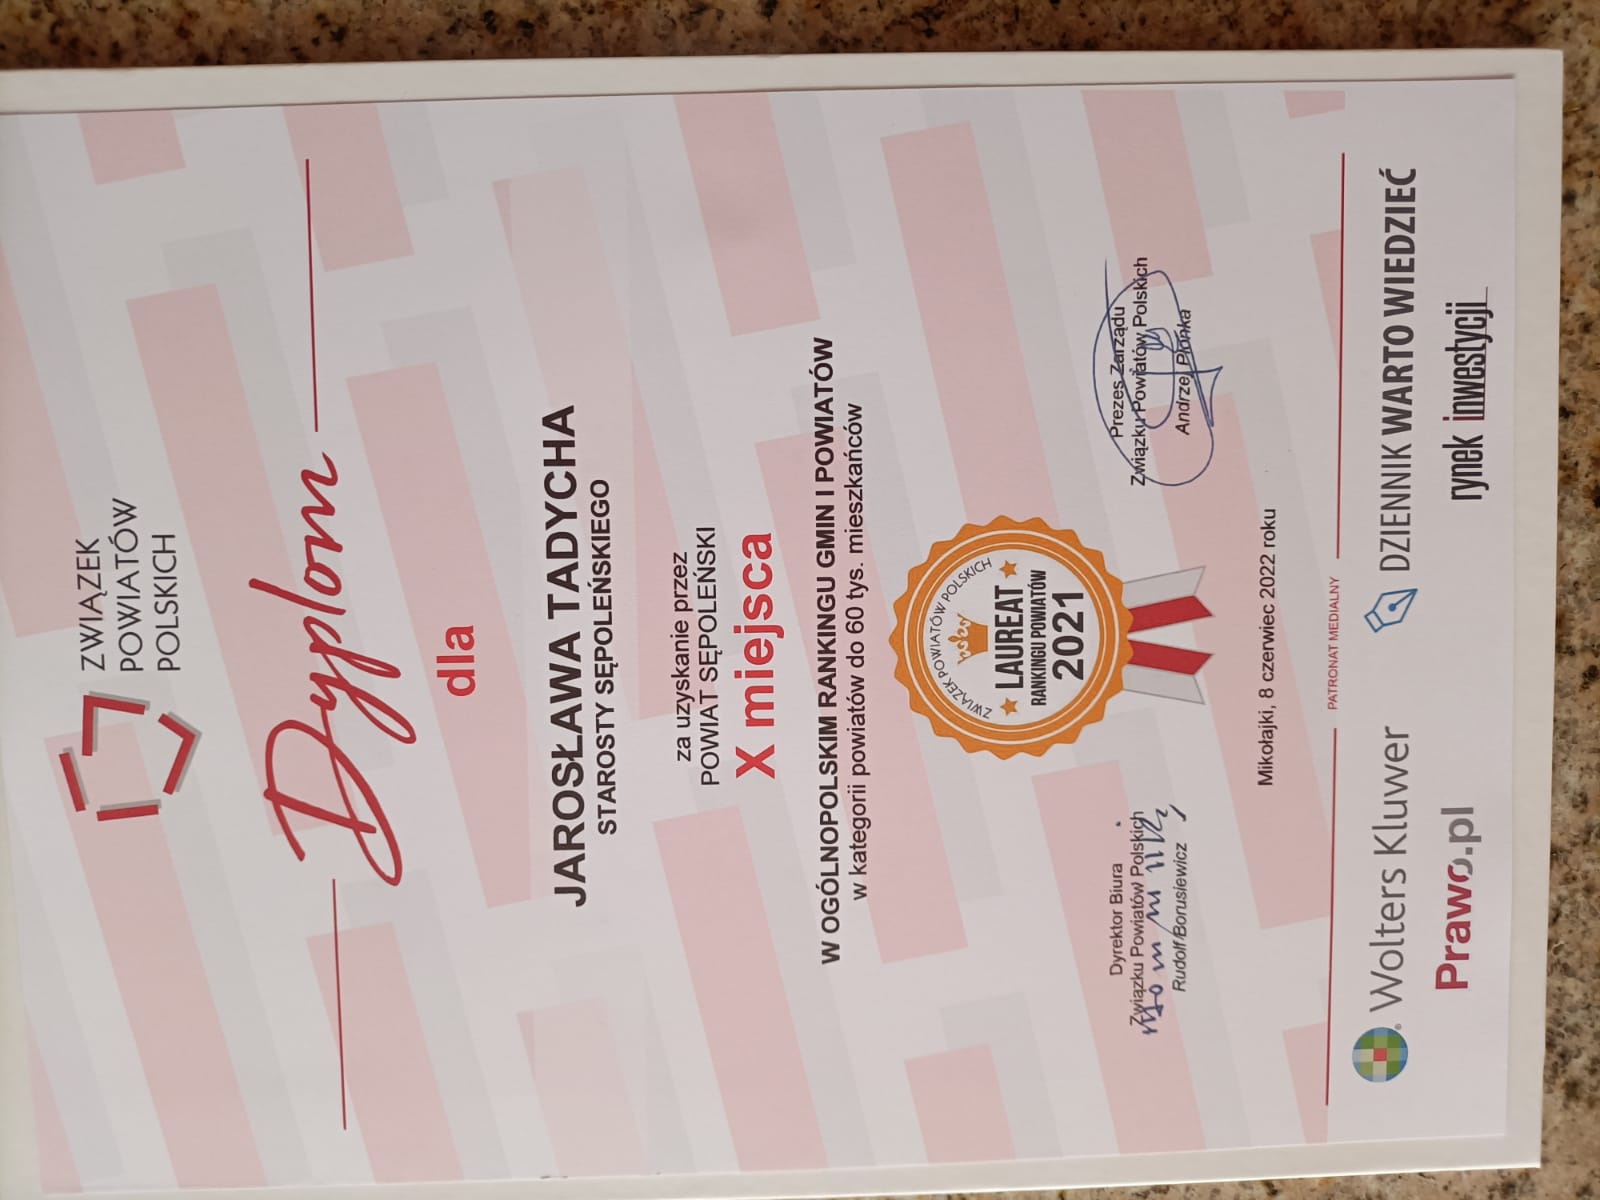 ZWIĄZEK
POWIATÓW
POLSKICH
Dyplom
dla
JAROSŁAWA TADYCHA
STAROSTY SĘPOLEŃSKIEGO
za uzyskanie przez
POWIAT SĘPOLEŃSKI
X miejsca
W OGÓLNOPOLSKIM RANKINGU GMIN I POWIATÓW
w kategorii powiatów do 60 tys. mieszkańców
ZWIĄZEK POWIATÓW POLSKICH
LAUREAT
RANKINGU POWIATÓW
2021
Dyrektor Biura
Związku Powiatów Polskich
Rudolf Borusiewicz
Prezes Zarządu
Związku Powiatów Polskich
Andrzej Płonka
Mikołajki, 8 czerwiec 2022 roku
PATRONAT MEDIALNY
Wolters Kluwer
DZIENNIK WARTO WIEDZIEĆ
Prawo.pl
rynek inwestycji